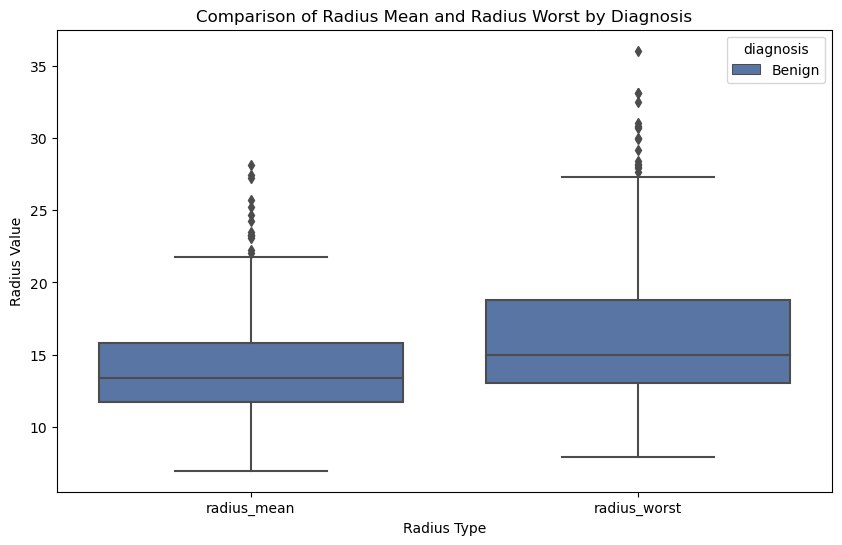 Comparison of Radius Mean and Radius Worst by Diagnosis
diagnosis
Benign
35
30
25
20
15
10
Radius Value
radius_mean
radius_worst
Radius Type